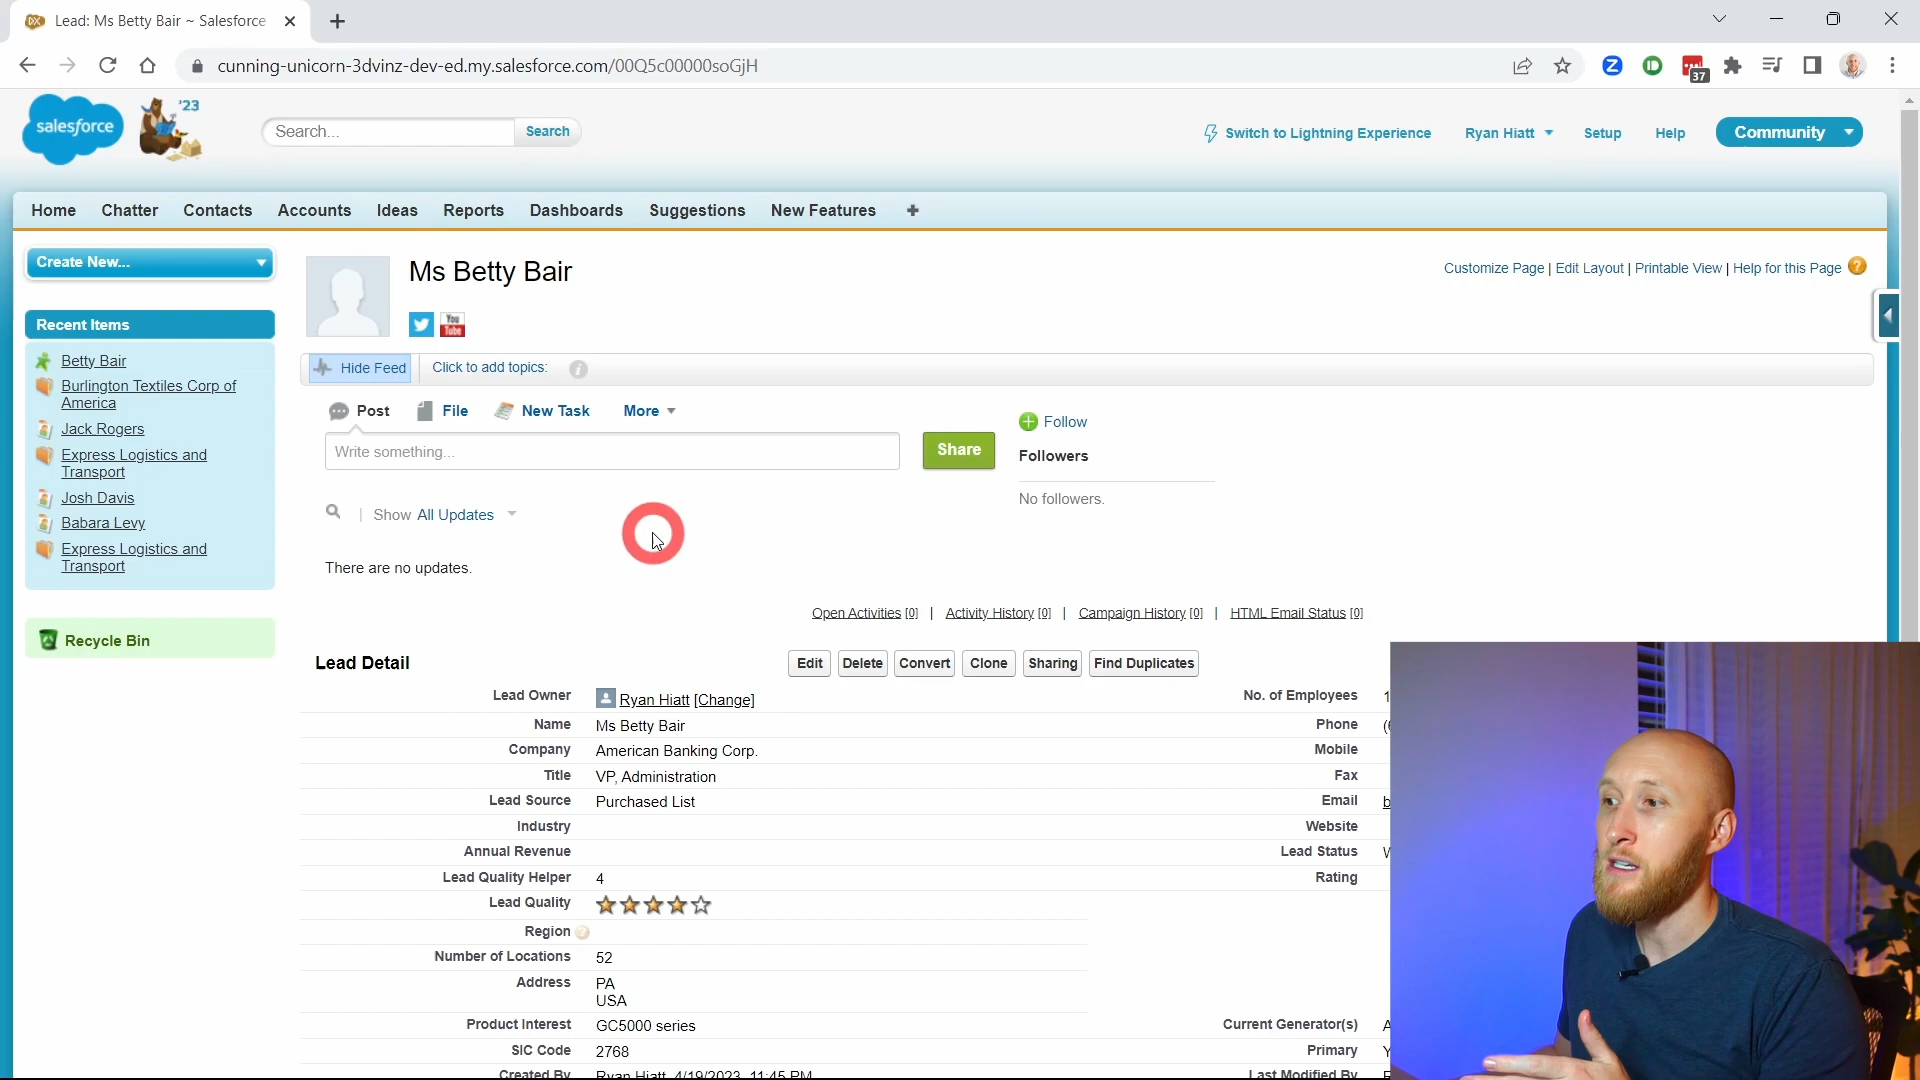 Lead: Ms Betty Bair ~ Salesforce
cunning-unicorn-3dvinz-dev-ed.my.salesforce.com/00Q5c00000soGjH
37
salesforce
'23
Search...
Search
Switch to Lightning Experience
Ryan Hiatt
Setup
Help
Community
Home
Chatter
Contacts
Accounts
Ideas
Reports
Dashboards
Suggestions
New Features
Create New...
Recent Items
Betty Bair
Burlington Textiles Corp of
America
Jack Rogers
Express Logistics and
Transport
Josh Davis
Babara Levy
Express Logistics and
Transport
Recycle Bin
Ms Betty Bair
Customize Page | Edit Layout | Printable View | Help for this Page
You
Tube
Hide Feed
Click to add topics:
Post
File
New Task
More
Write something...
Share
Follow
Followers
No followers.
Show All Updates
There are no updates.
Open Activities [0] | Activity History [0] | Campaign History [0] | HTML Email Status [0]
Lead Detail
Edit
Delete
Convert
Clone
Sharing
Find Duplicates
Lead Owner Ryan Hiatt [Change]
No. of Employees 1
Name Ms Betty Bair
Phone (
Company American Banking Corp.
Mobile
Title VP, Administration
Fax
Lead Source Purchased List
Email b
Industry
Website
Annual Revenue
Lead Status
Lead Quality Helper 4
Rating
Lead Quality
Region
Number of Locations 52
Address PA
USA
Product Interest GC5000 series
Current Generator(s)
SIC Code 2768
Primary Y
Created By Ryan Hiatt, 4/19/2023, 11:45 PM
Last Modified By